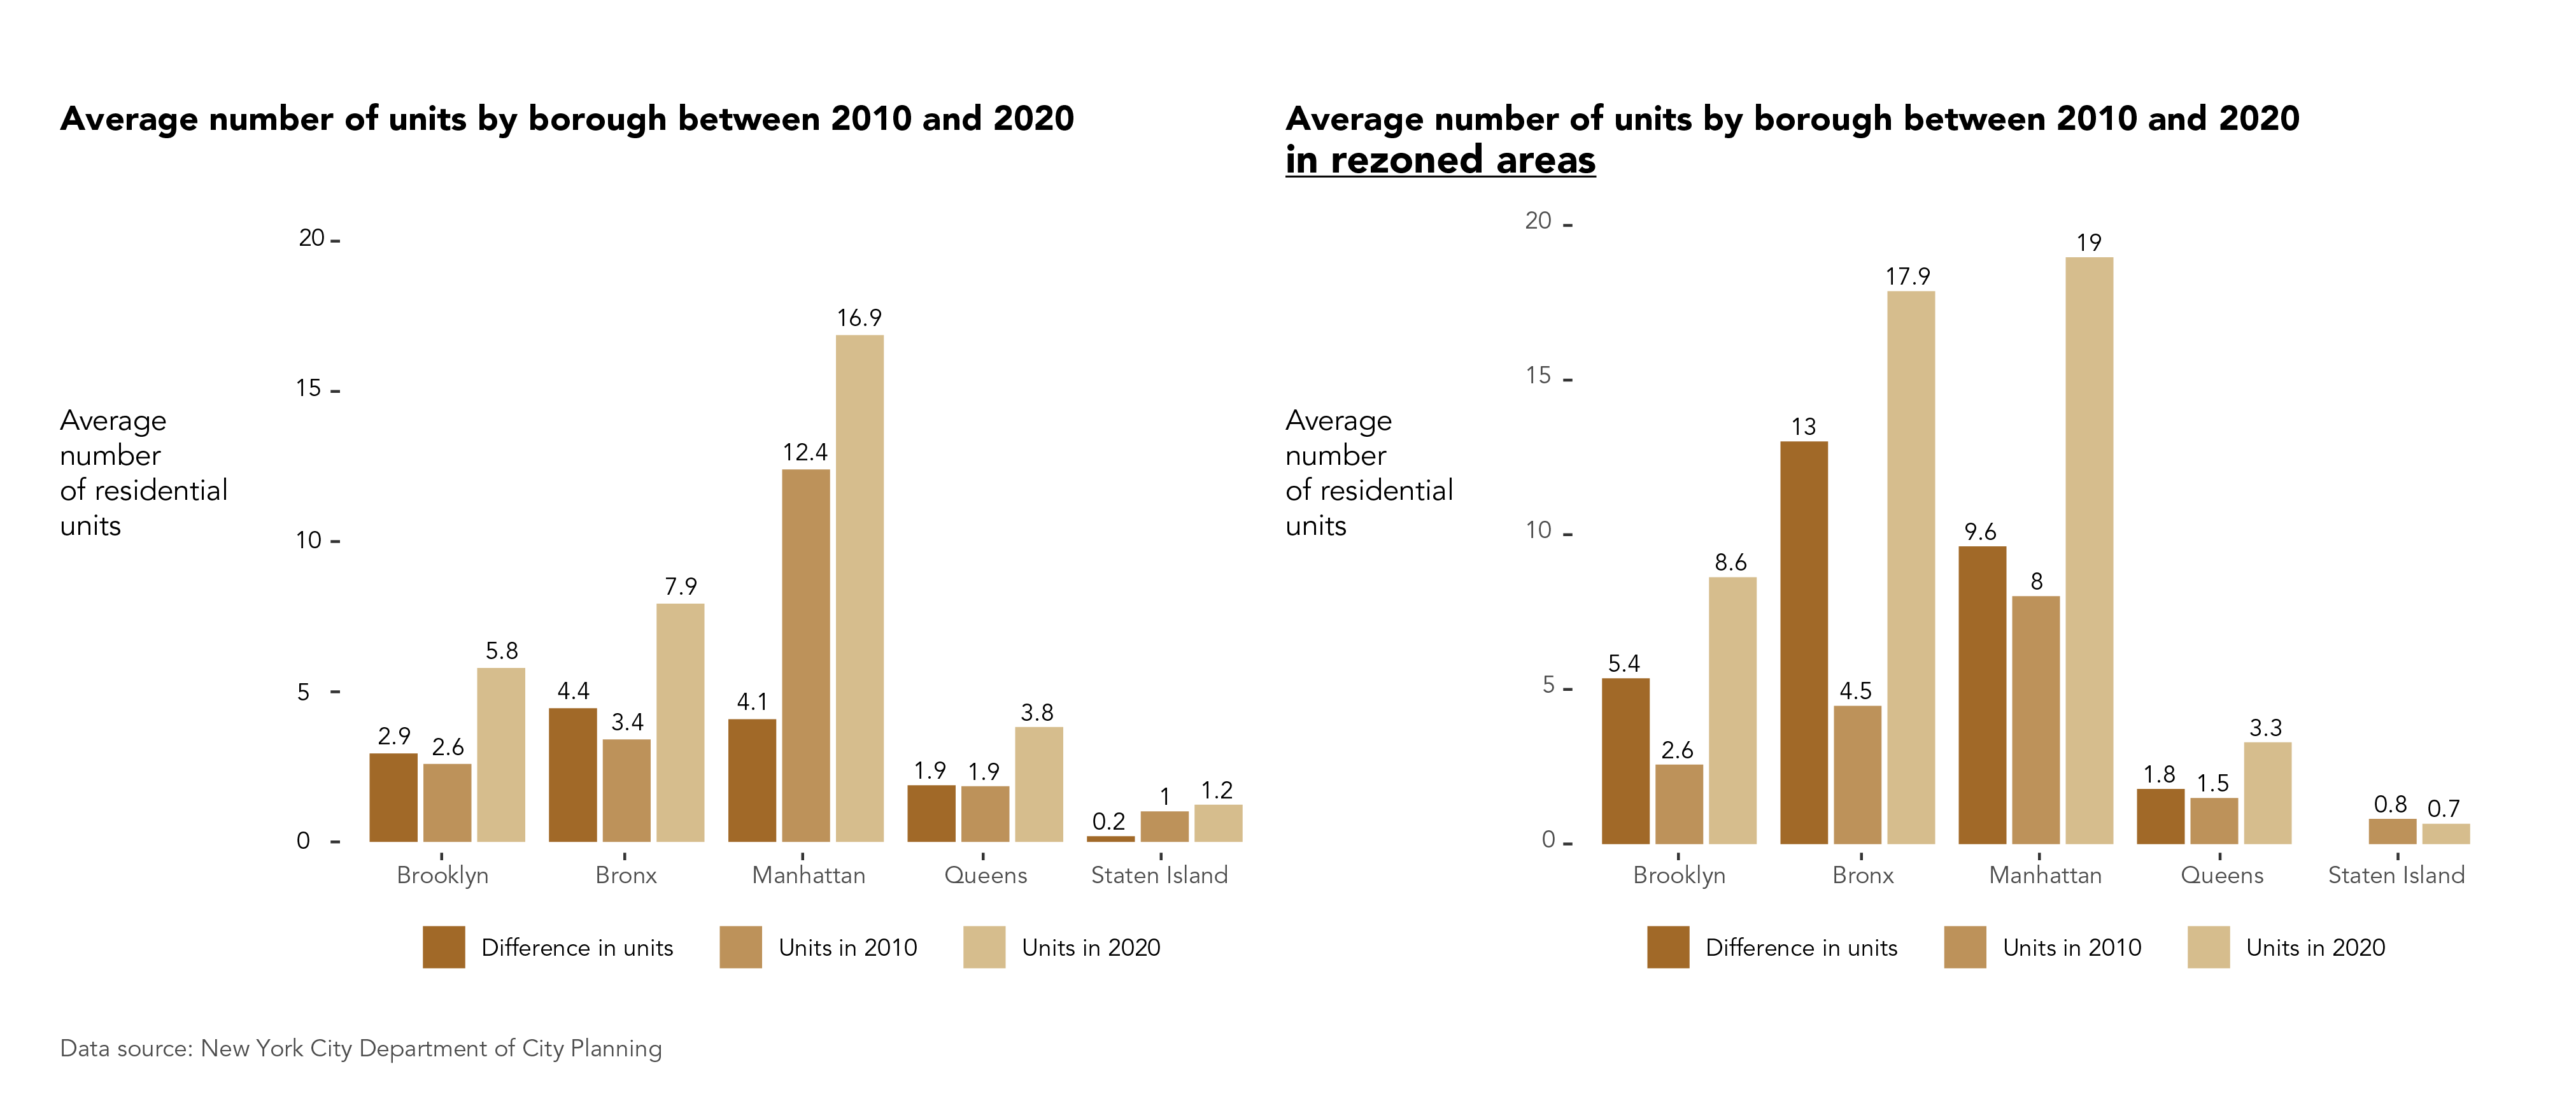 Average number of units by borough between 2010 and 2020
20
15
10
5
0
Average
number
of residential
units
2.9
2.6
5.8
4.4
3.4
7.9
4.1
12.4
16.9
1.9
1.9
3.8
0.2
1
1.2
Brooklyn
Bronx
Manhattan
Queens
Staten Island
Difference in units
Units in 2010
Units in 2020
Average number of units by borough between 2010 and 2020
in rezoned areas
20
15
10
5
0
Average
number
of residential
units
5.4
2.6
8.6
13
4.5
17.9
9.6
8
19
1.8
1.5
3.3
0.8
0.7
Brooklyn
Bronx
Manhattan
Queens
Staten Island
Difference in units
Units in 2010
Units in 2020
Data source: New York City Department of City Planning